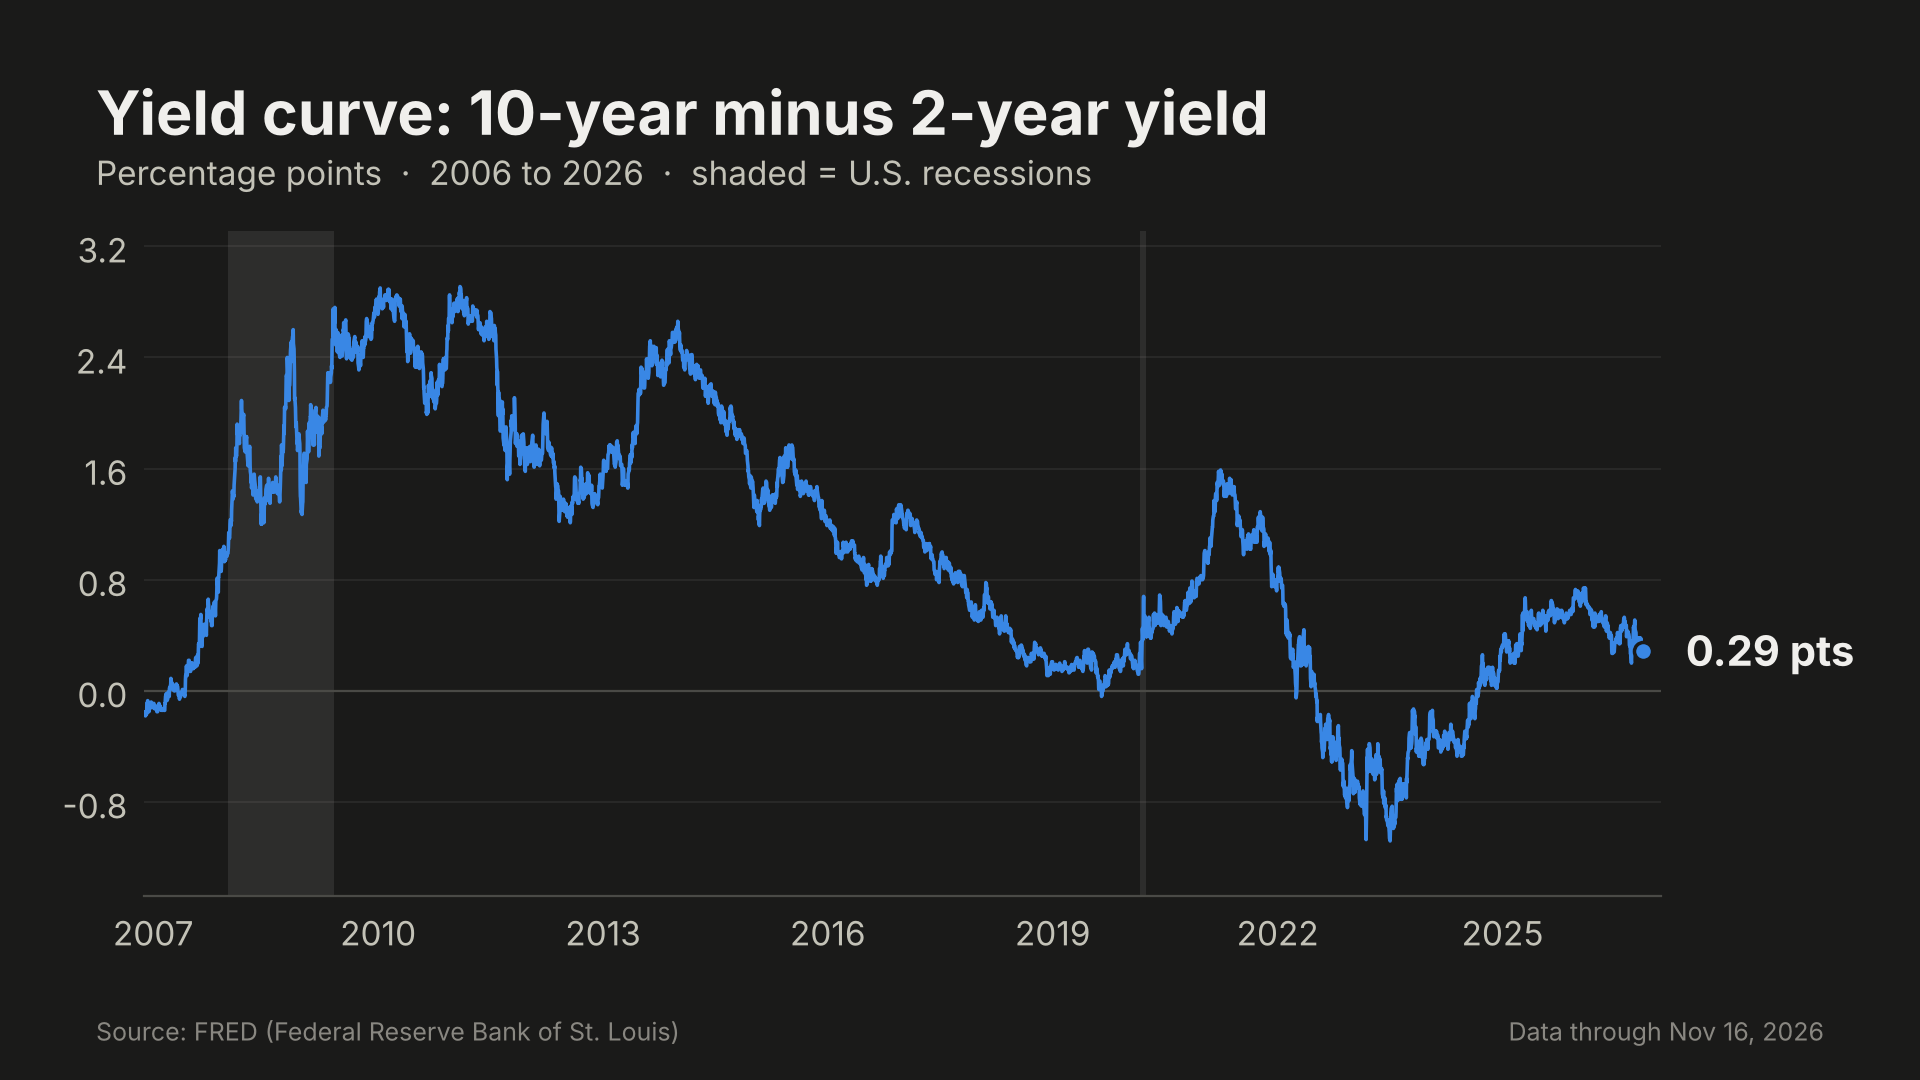 Yield curve: 10-year minus 2-year yield
Percentage points · 2006 to 2026 · shaded = U.S. recessions
3.2
2.4
1.6
0.8
0.0
-0.8
0.29 pts
2007 2010 2013 2016 2019 2022 2025
Source: FRED (Federal Reserve Bank of St. Louis)
Data through Nov 16, 2026